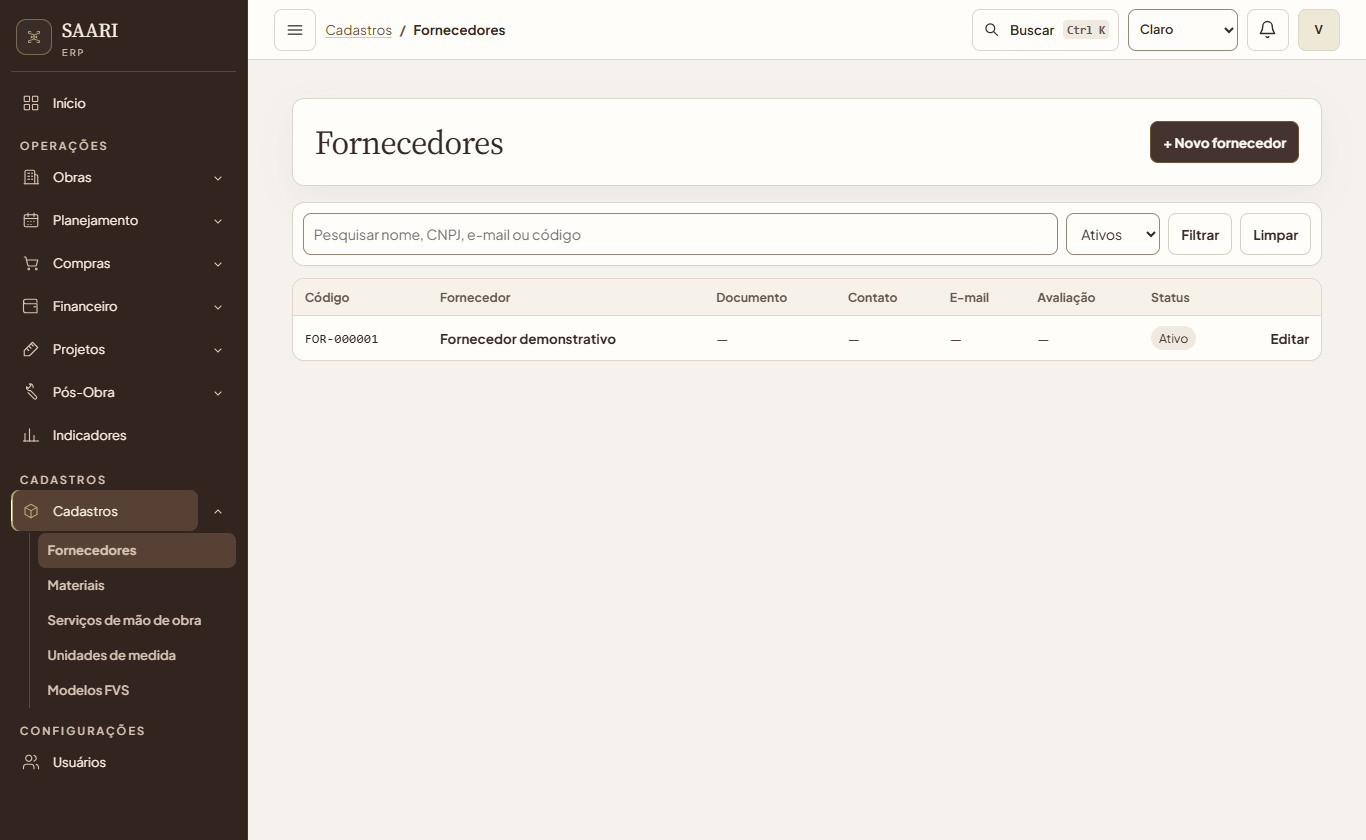 SAARI
ERP
Início
OPERAÇÕES
Obras
Planejamento
Compras
Financeiro
Projetos
Pós-Obra
Indicadores
CADASTROS
Cadastros
Fornecedores
Materiais
Serviços de mão de obra
Unidades de medida
Modelos FVS
CONFIGURAÇÕES
Usuários
Cadastros / Fornecedores
Buscar Ctrl K
Claro
V
Fornecedores
+ Novo fornecedor
Pesquisar nome, CNPJ, e-mail ou código
Ativos
Filtrar
Limpar
Código Fornecedor Documento Contato E-mail Avaliação Status
FOR-000001 Fornecedor demonstrativo — — — — Ativo Editar